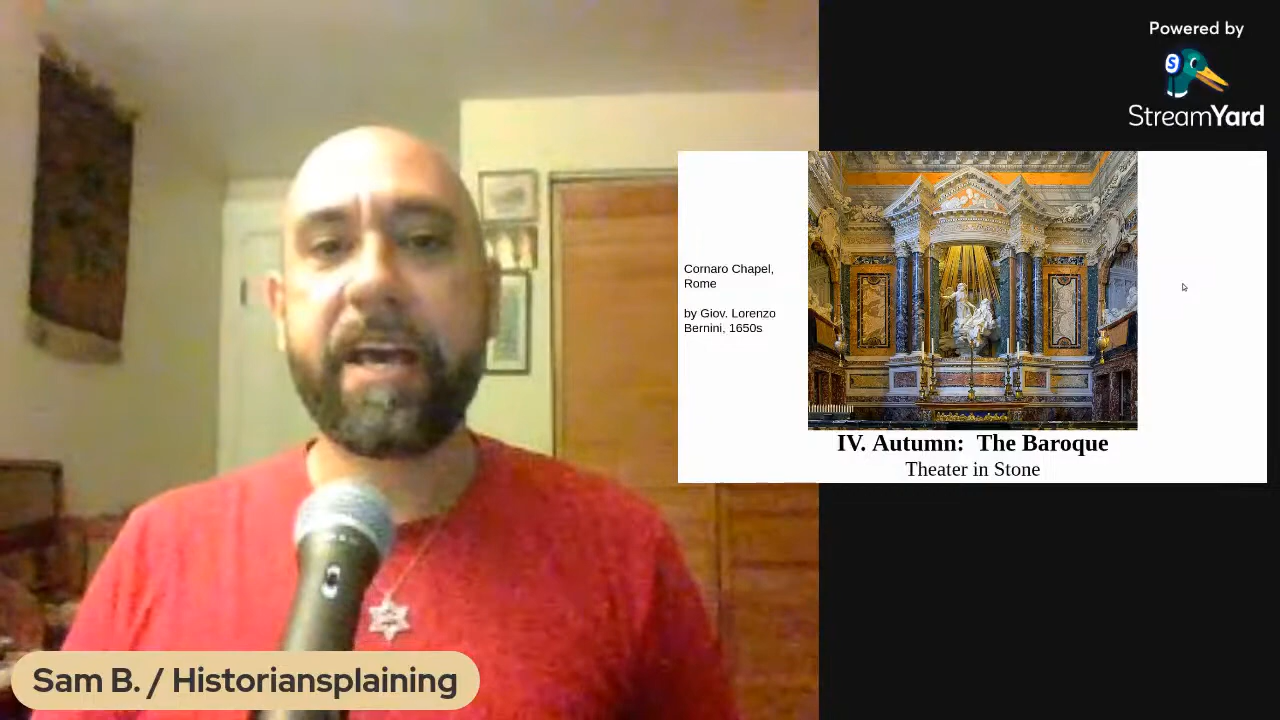 Powered by
StreamYard
Cornaro Chapel,
Rome
by Giov. Lorenzo
Bernini, 1650s
IV. Autumn:  The Baroque
Theater in Stone
Sam B. / Historiansplaining